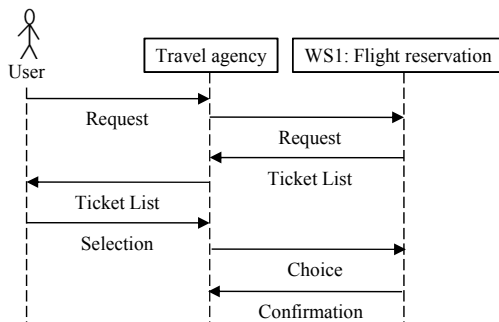 User
Travel agency
WS1: Flight reservation
Request
Request
Ticket List
Ticket List
Selection
Choice
Confirmation